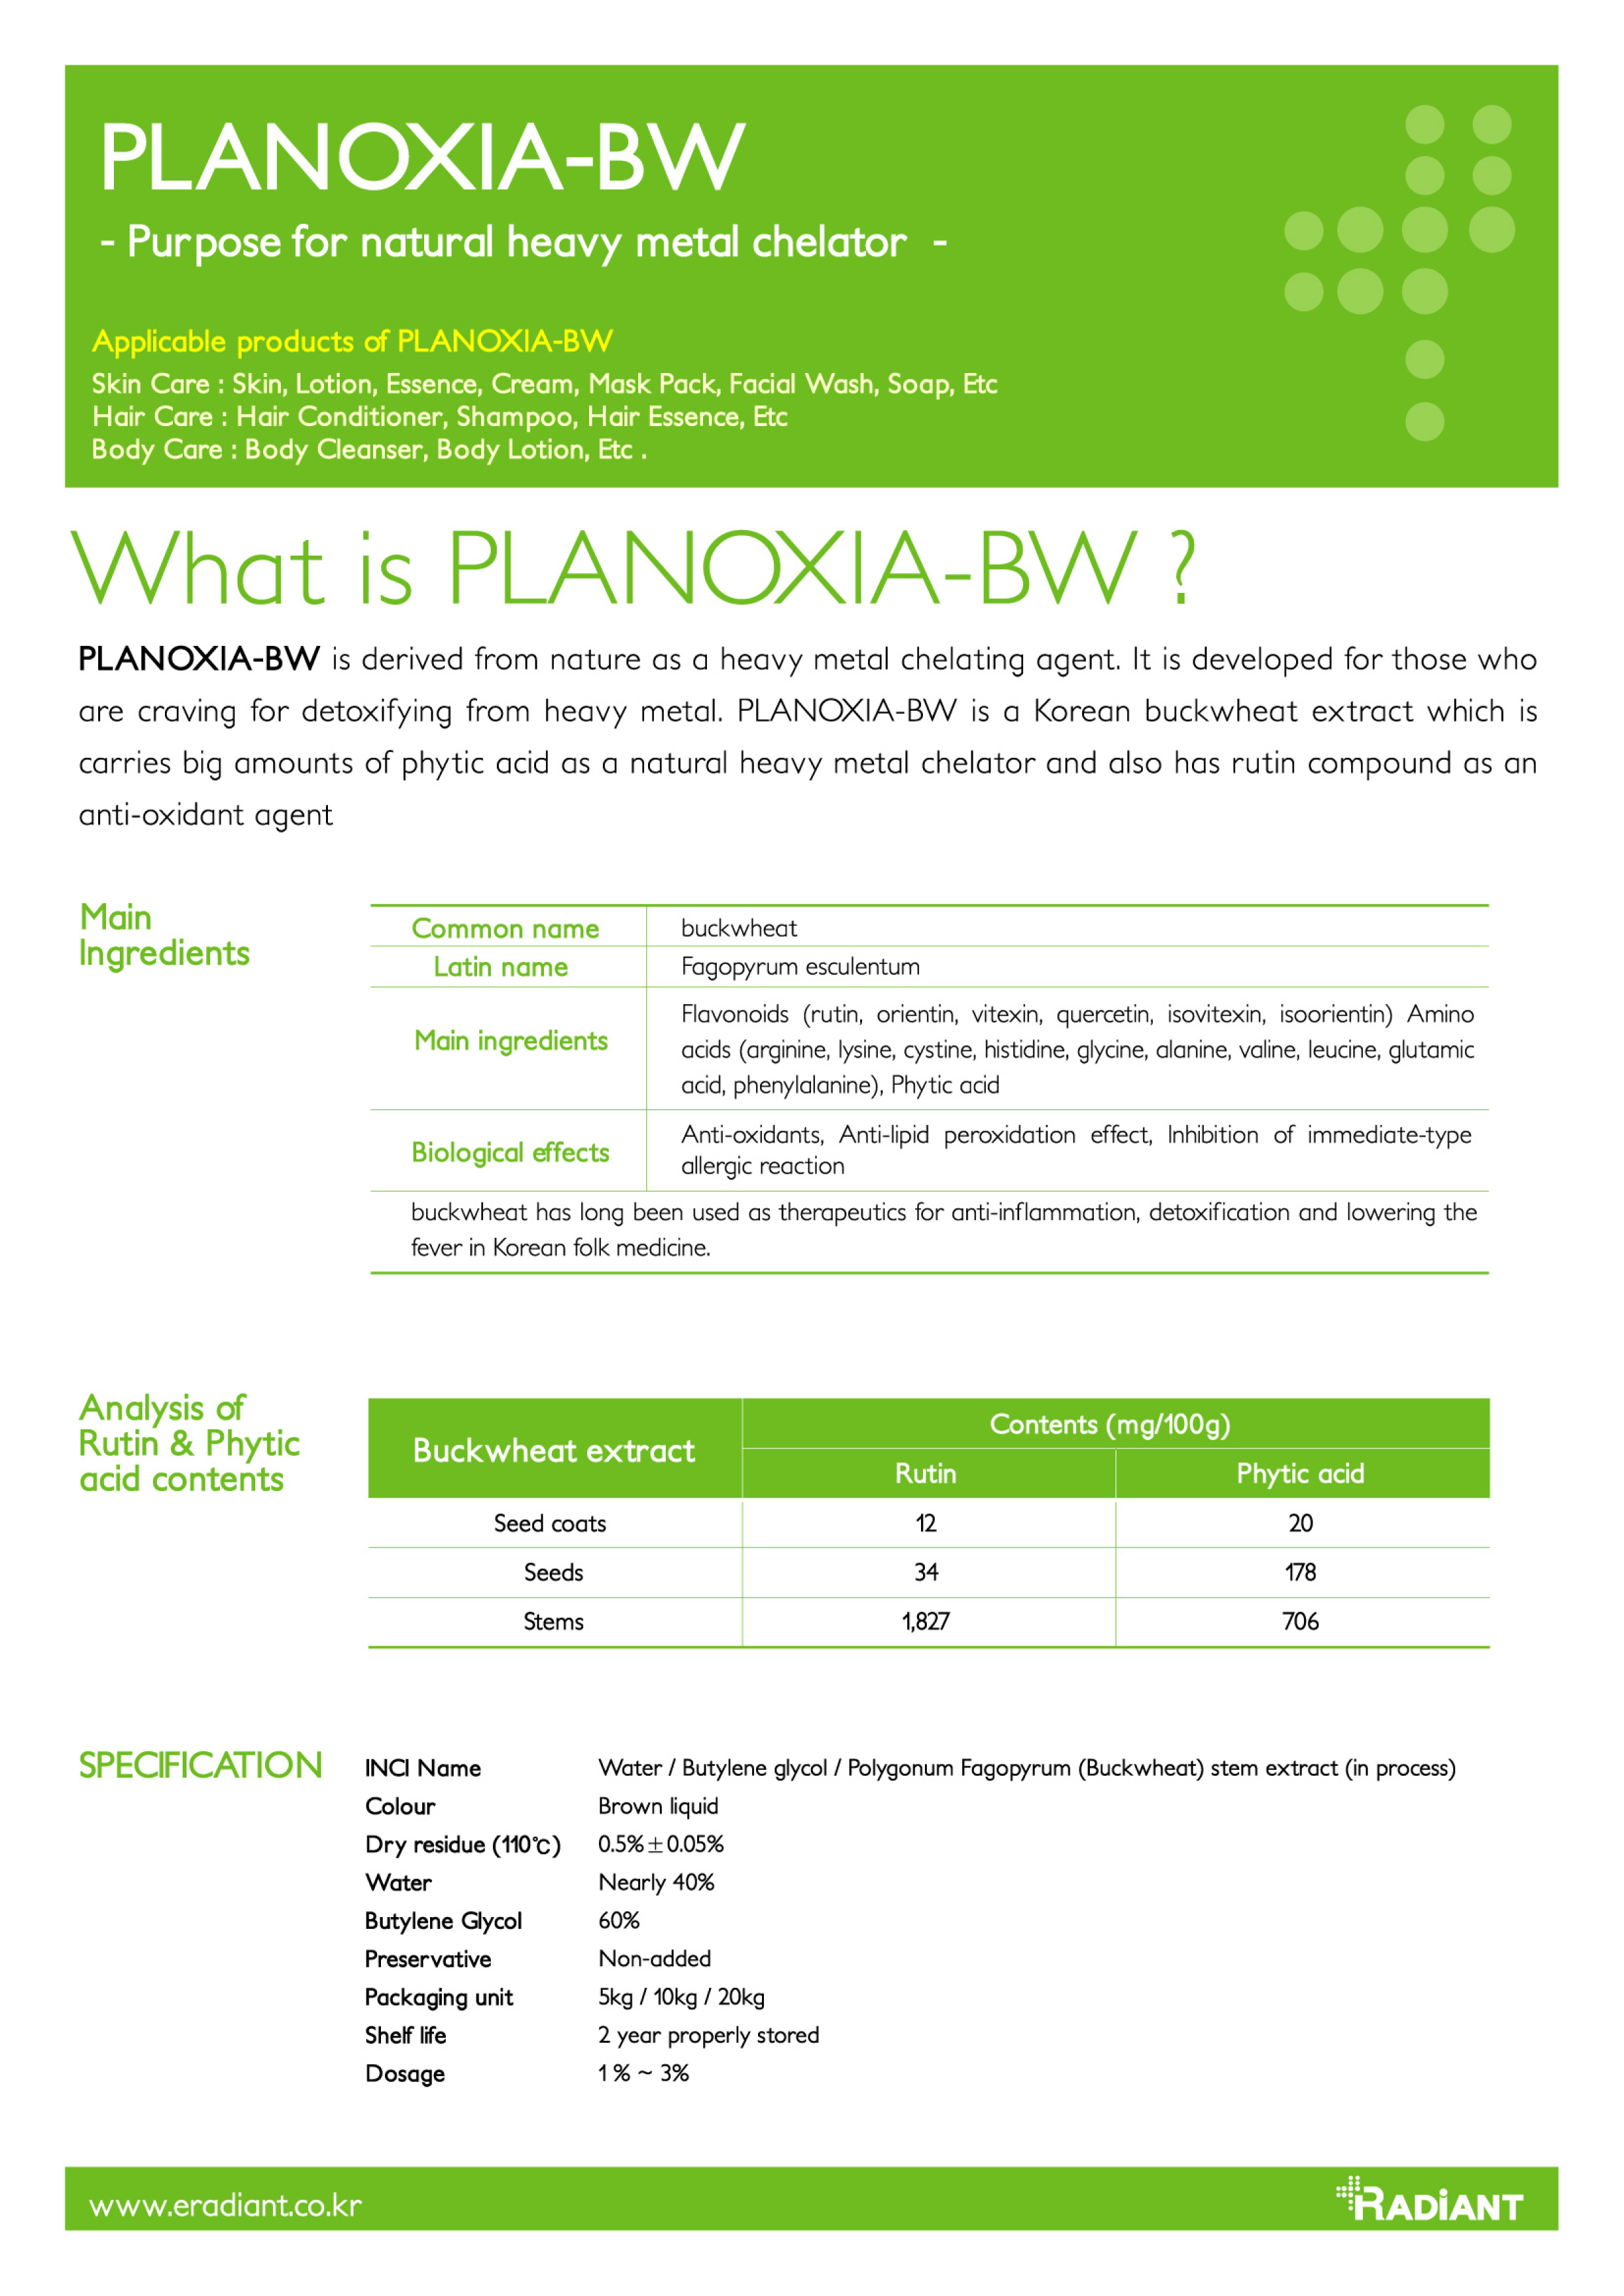 PLANOXIA-BW
- Purpose for natural heavy metal chelator -
Applicable products of PLANOXIA-BW
Skin Care : Skin, Lotion, Essence, Cream, Mask Pack, Facial Wash, Soap, Etc
Hair Care : Hair Conditioner, Shampoo, Hair Essence, Etc
Body Care : Body Cleanser, Body Lotion, Etc .
What is PLANOXIA-BW ?
PLANOXIA-BW is derived from nature as a heavy metal chelating agent. It is developed for those who
are craving for detoxifying from heavy metal. PLANOXIA-BW is a Korean buckwheat extract which is
carries big amounts of phytic acid as a natural heavy metal chelator and also has rutin compound as an
anti-oxidant agent
Main
Ingredients
Common name buckwheat
Latin name Fagopyrum esculentum
Main ingredients
Flavonoids (rutin, orientin, vitexin, quercetin, isovitexin, isoorientin) Amino
acids (arginine, lysine, cystine, histidine, glycine, alanine, valine, leucine, glutamic
acid, phenylalanine), Phytic acid
Biological effects
Anti-oxidants, Anti-lipid peroxidation effect, Inhibition of immediate-type
allergic reaction
buckwheat has long been used as therapeutics for anti-inflammation, detoxification and lowering the
fever in Korean folk medicine.
Analysis of
Rutin & Phytic
acid contents
Buckwheat extract
Contents (mg/100g)
Rutin Phytic acid
Seed coats 12 20
Seeds 34 178
Stems 1,827 706
SPECIFICATION
INCI Name Water / Butylene glycol / Polygonum Fagopyrum (Buckwheat) stem extract (in process)
Colour Brown liquid
Dry residue (110℃) 0.5%±0.05%
Water Nearly 40%
Butylene Glycol 60%
Preservative Non-added
Packaging unit 5kg / 10kg / 20kg
Shelf life 2 year properly stored
Dosage 1 % ~ 3%
www.eradiant.co.kr
RADiANT